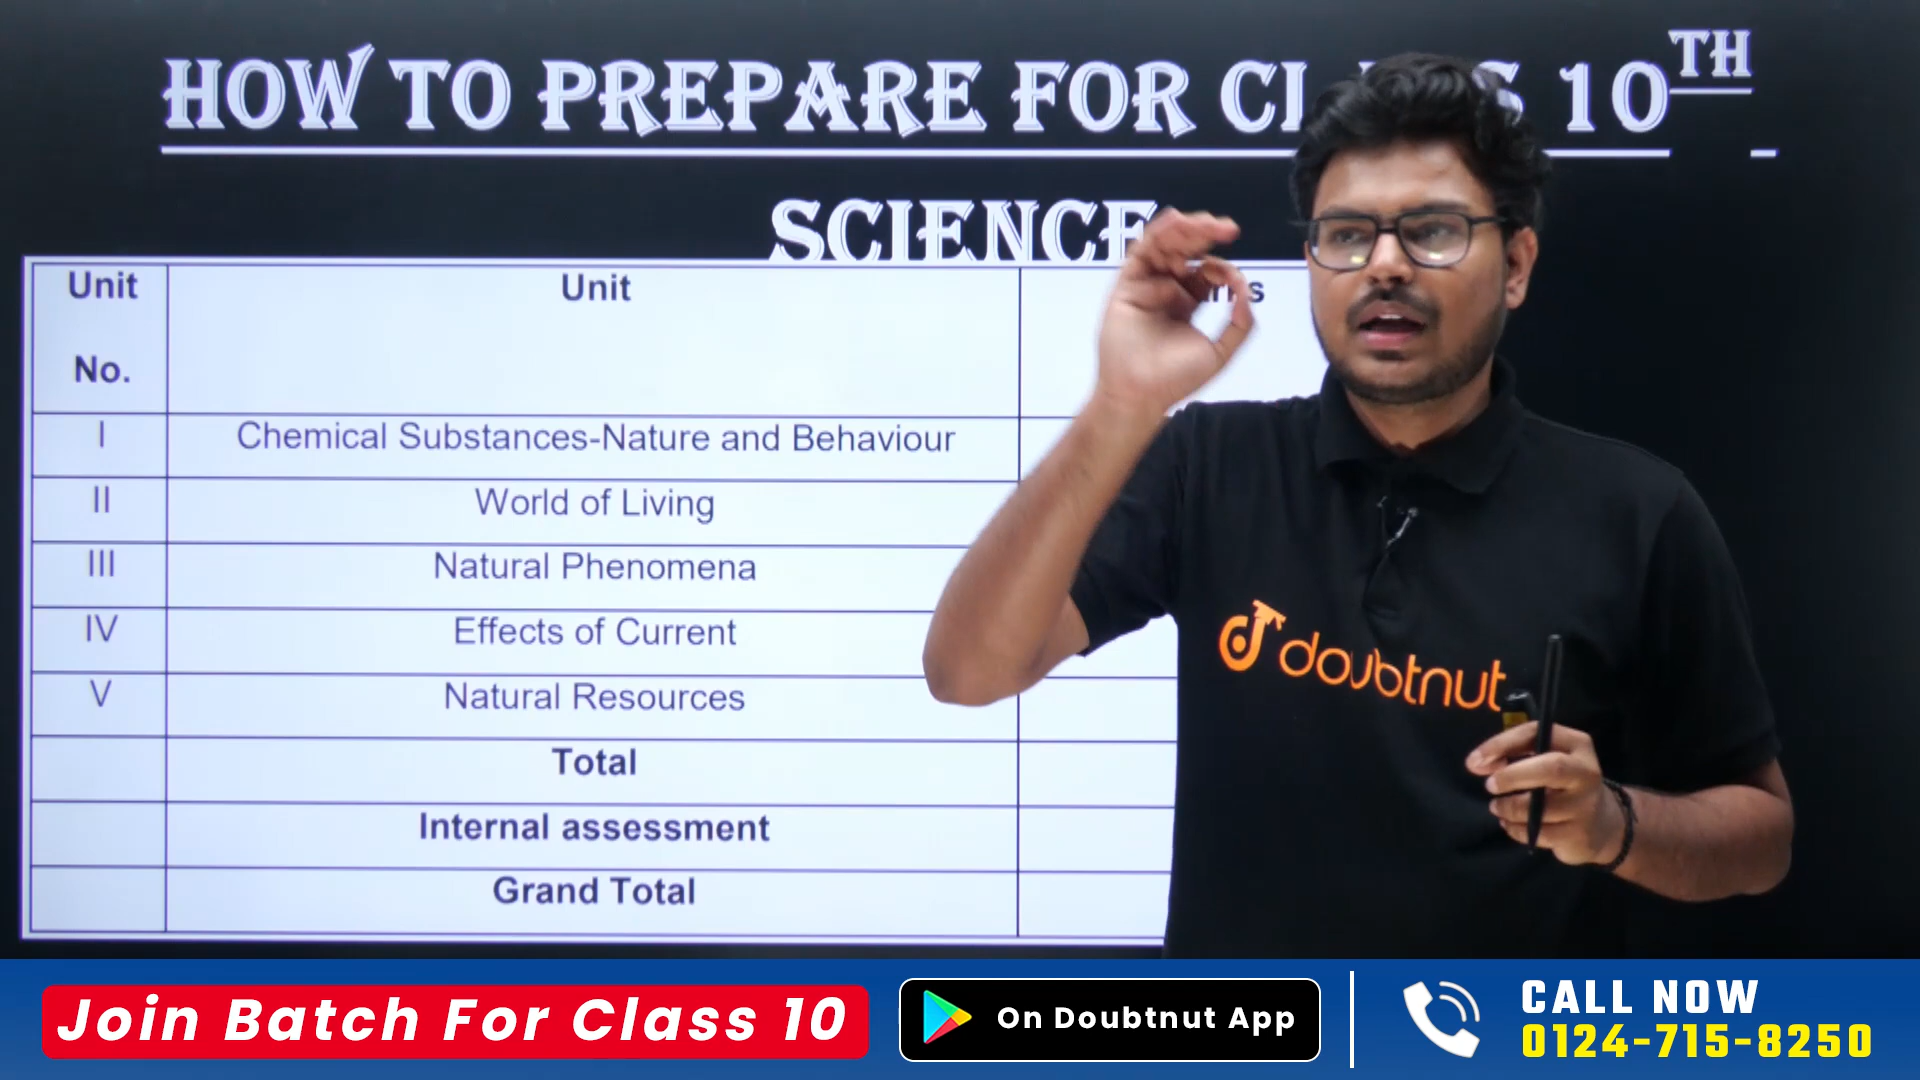 HOW TO PREPARE FOR 10TH
SCIENCE
Unit No. Unit
I Chemical Substances-Nature and Behaviour
II World of Living
III Natural Phenomena
IV Effects of Current
V Natural Resources
Total
Internal assessment
Grand Total
doubtnut
Join Batch For Class 10
On Doubtnut App
CALL NOW
0124-715-8250